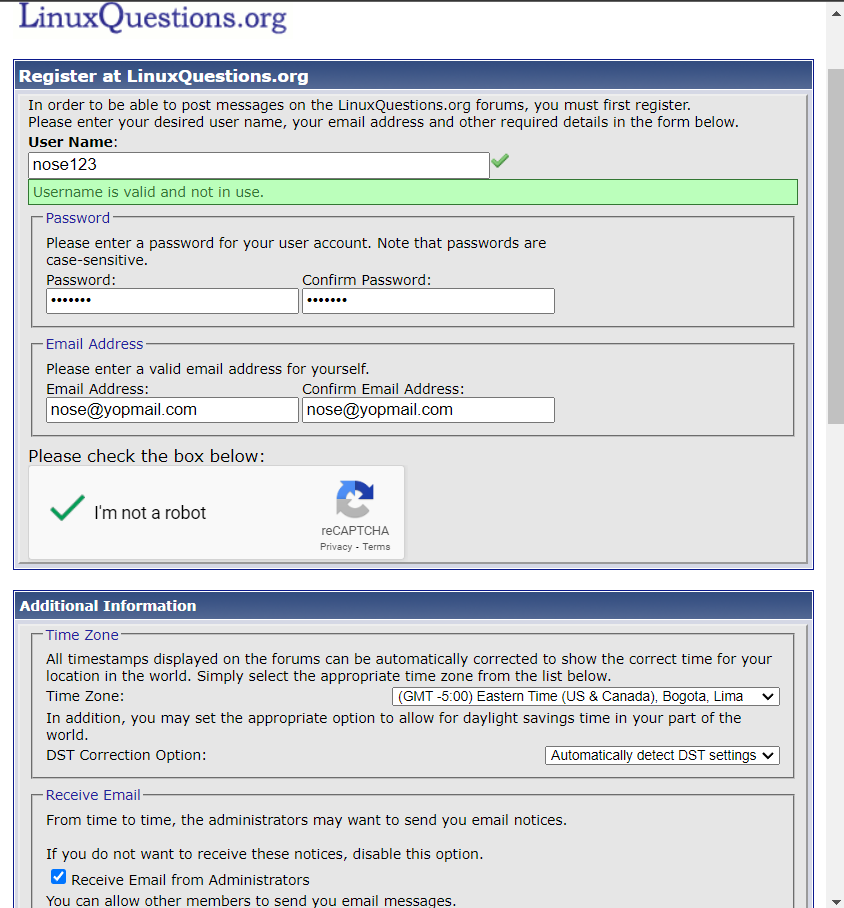 LinuxQuestions.org
Register at LinuxQuestions.org
In order to be able to post messages on the LinuxQuestions.org forums, you must first register.
Please enter your desired user name, your email address and other required details in the form below.
User Name:
nose123
Username is valid and not in use.
Password
Please enter a password for your user account. Note that passwords are
case-sensitive.
Password: Confirm Password:
••••••• •••••••
Email Address
Please enter a valid email address for yourself.
Email Address: Confirm Email Address:
nose@yopmail.com nose@yopmail.com
Please check the box below:
I'm not a robot
reCAPTCHA
Privacy - Terms
Additional Information
Time Zone
All timestamps displayed on the forums can be automatically corrected to show the correct time for your
location in the world. Simply select the appropriate time zone from the list below.
Time Zone: (GMT -5:00) Eastern Time (US & Canada), Bogota, Lima
In addition, you may set the appropriate option to allow for daylight savings time in your part of the
world.
DST Correction Option: Automatically detect DST settings
Receive Email
From time to time, the administrators may want to send you email notices.
If you do not want to receive these notices, disable this option.
Receive Email from Administrators
You can allow other members to send you email messages.